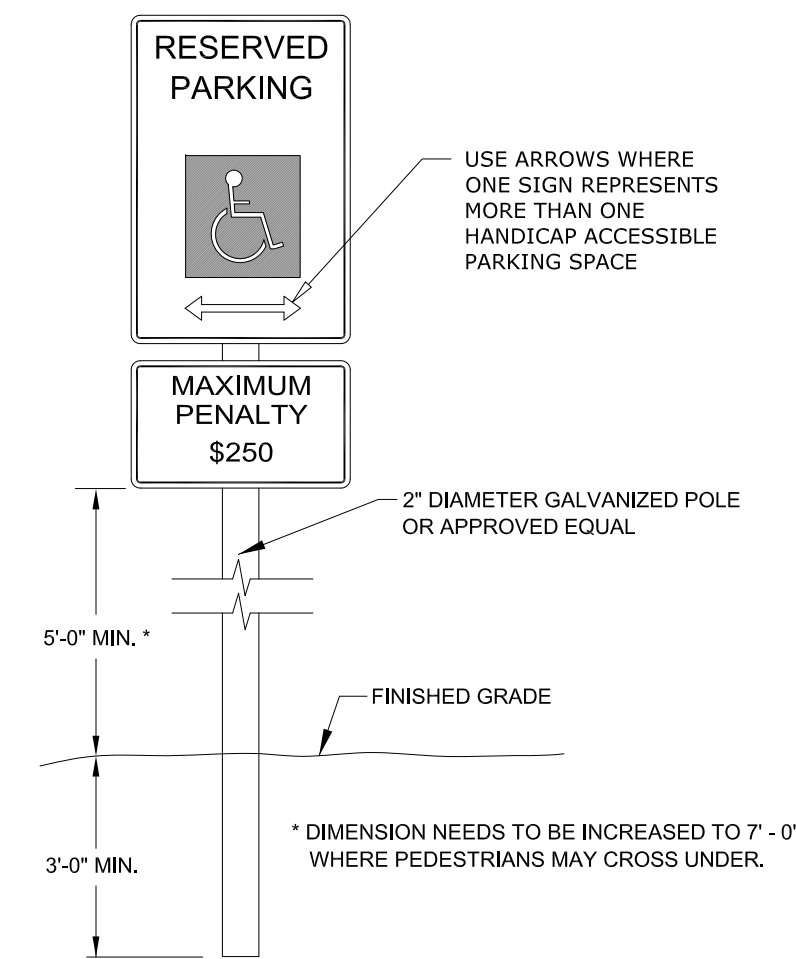 RESERVED
PARKING
USE ARROWS WHERE
ONE SIGN REPRESENTS
MORE THAN ONE
HANDICAP ACCESSIBLE
PARKING SPACE
MAXIMUM
PENALTY
$250
2" DIAMETER GALVANIZED POLE
OR APPROVED EQUAL
5'-0" MIN. *
FINISHED GRADE
* DIMENSION NEEDS TO BE INCREASED TO 7' - 0'
WHERE PEDESTRIANS MAY CROSS UNDER.
3'-0" MIN.